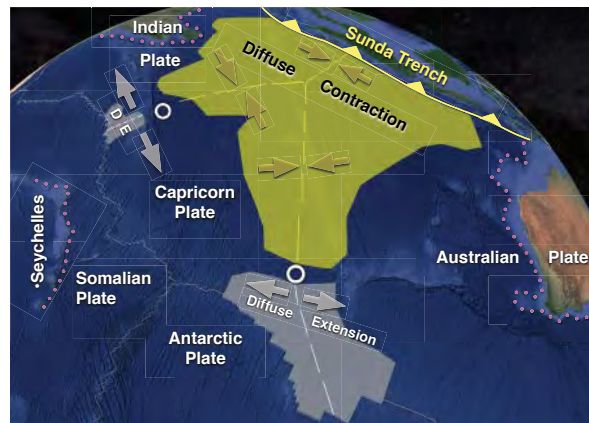 Indian
Plate
Diffuse
Contraction
Sunda Trench
D E
Capricorn
Plate
•Seychelles
Somalian
Plate
Australian Plate
Diffuse
Extension
Antarctic
Plate